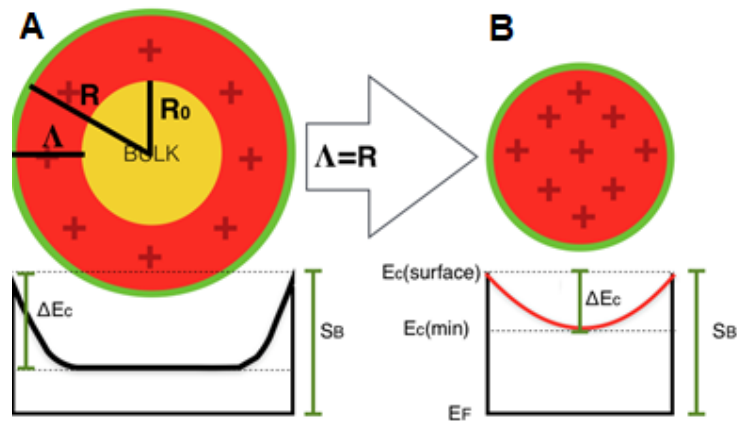 A
B
R
R₀
Λ
BULK
Λ=R
ΔEc
SB
Ec(surface)
Ec(min)
ΔEc
SB
EF